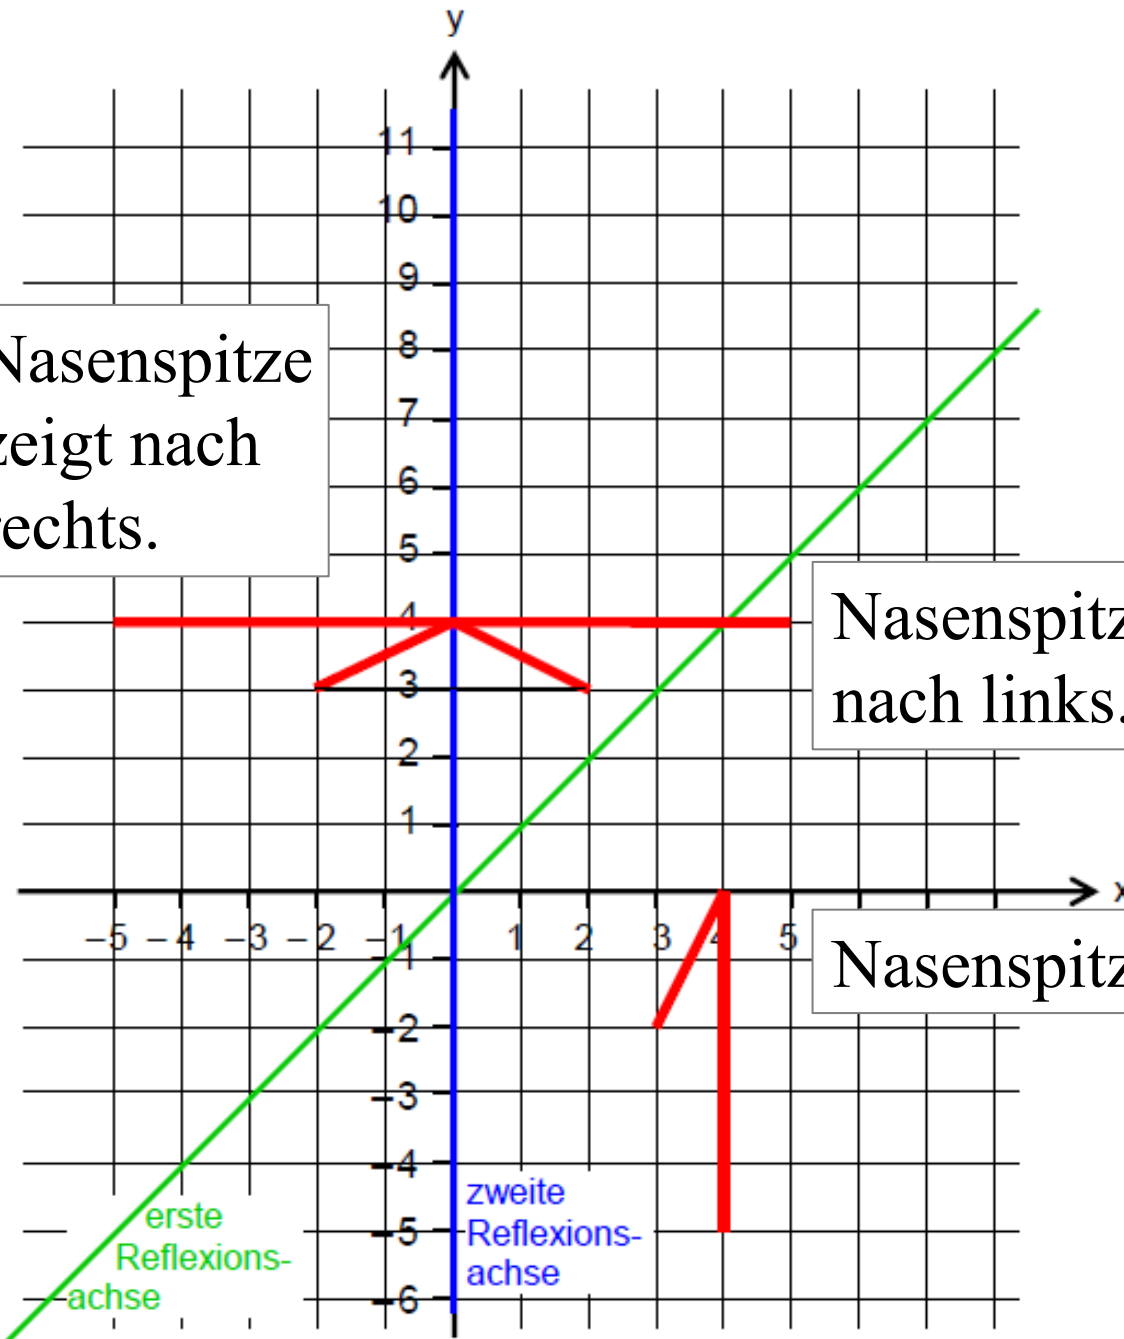 y
11
10
9
8
7
6
5
4
3
2
1
Nasenspitze
zeigt nach
rechts.
Nasenspitz
nach links.
x
–5 –4 –3 –2 –1 1 2 3 4 5
Nasenspitz
–1
–2
–3
–4
–5
–6
erste
Reflexions-
achse
zweite
Reflexions-
achse